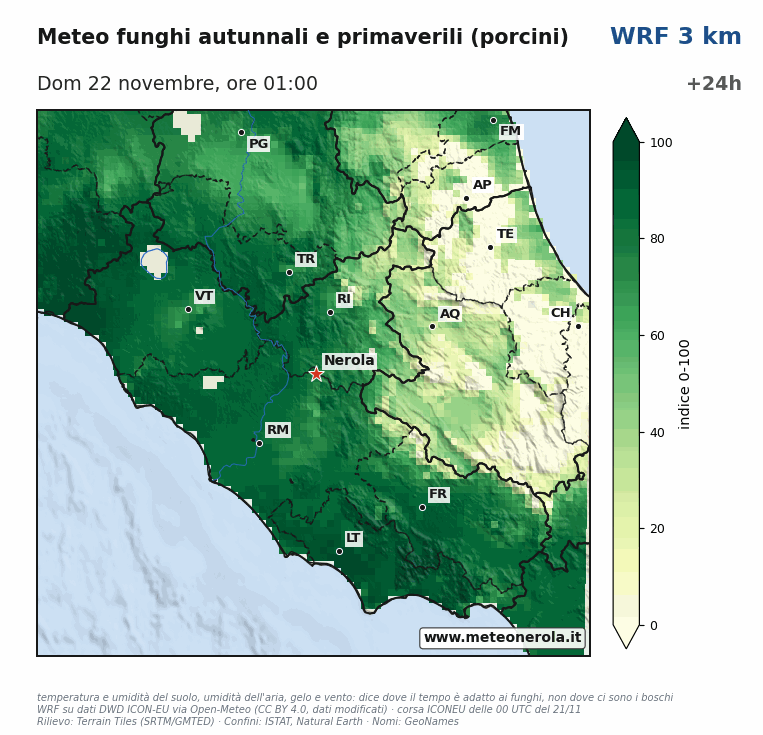 Meteo funghi autunnali e primaverili (porcini)
WRF 3 km
Dom 22 novembre, ore 01:00
+24h
FM
PG
AP
TE
TR
VT
RI
AQ
CH
Nerola
RM
FR
LT
www.meteonerola.it
100
80
60
40
20
0
indice 0-100
temperatura e umidità del suolo, umidità dell'aria, gelo e vento: dice dove il tempo è adatto ai funghi, non dove ci sono i boschi
WRF su dati DWD ICON-EU via Open-Meteo (CC BY 4.0, dati modificati) · corsa ICONEU delle 00 UTC del 21/11
Rilievo: Terrain Tiles (SRTM/GMTED) · Confini: ISTAT, Natural Earth · Nomi: GeoNames